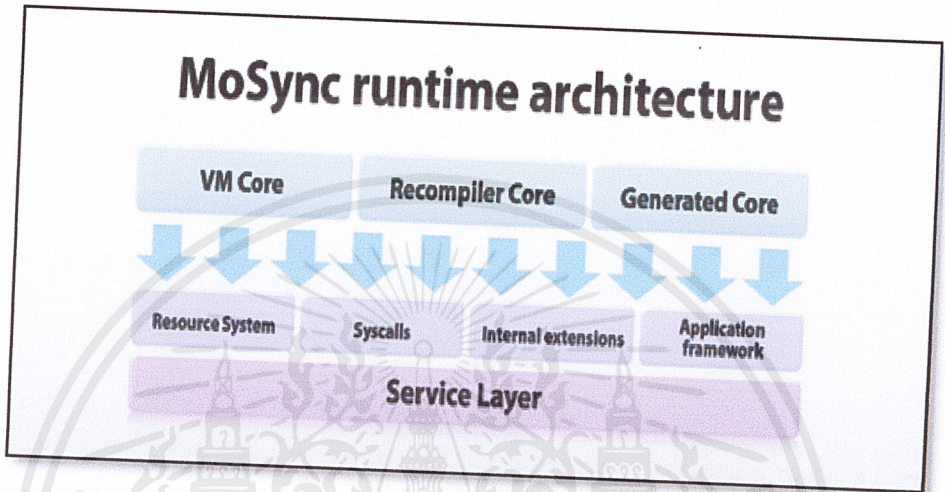 MoSync runtime architecture
VM Core
Recompiler Core
Generated Core
Resource System
Syscalls
Internal extensions
Application
framework
Service Layer